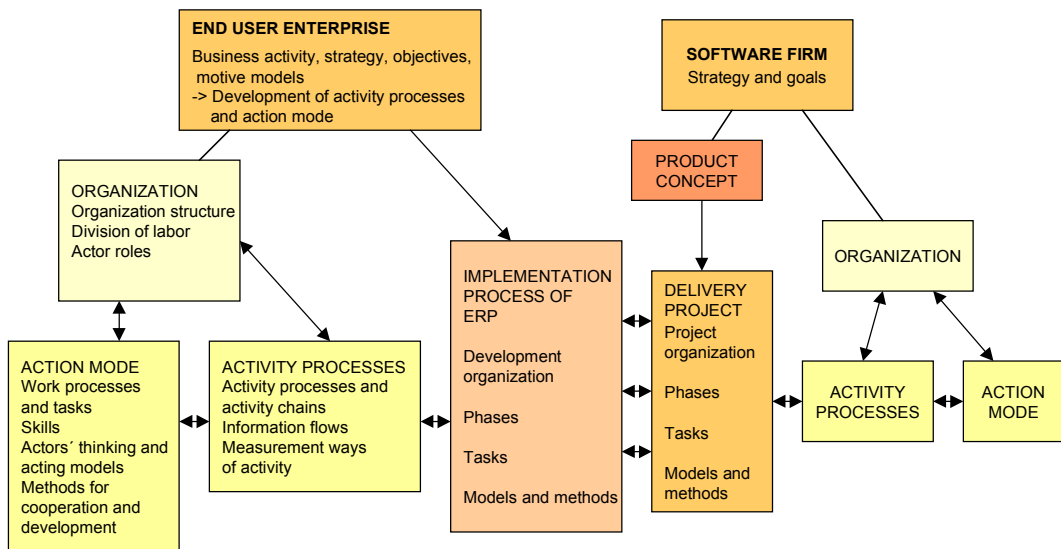 END USER ENTERPRISE
Business activity, strategy, objectives,
motive models
-> Development of activity processes
and action mode
SOFTWARE FIRM
Strategy and goals
PRODUCT
CONCEPT
ORGANIZATION
Organization structure
Division of labor
Actor roles
ORGANIZATION
IMPLEMENTATION
PROCESS OF
ERP
Development
organization
Phases
Tasks
Models and methods
DELIVERY
PROJECT
Project
organization
Phases
Tasks
Models and
methods
ACTION MODE
Work processes
and tasks
Skills
Actors´ thinking and
acting models
Methods for
cooperation and
development
ACTIVITY PROCESSES
Activity processes and
activity chains
Information flows
Measurement ways
of activity
ACTIVITY
PROCESSES
ACTION
MODE